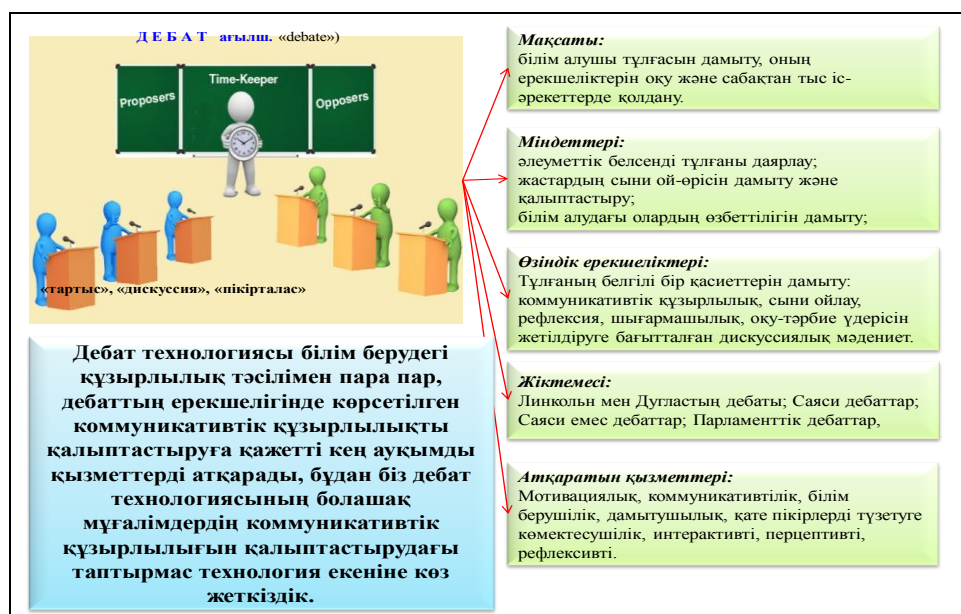 Д Е Б А Т ағылш. «debate»)
Time-Keeper
Proposers
Opposers
«тартыс», «дискуссия», «пікірталас»
Дебат технологиясы білім берудегі
құзырлылық тәсілімен пара пар,
дебаттың ерекшелігінде көрсетілген
коммуникативтік құзырлылықты
қалыптастыруға қажетті кең ауқымды
қызметтерді атқарады, бұдан біз дебат
технологиясының болашақ
мұғалімдердің коммуникативтік
құзырлылығын қалыптастырудағы
таптырмас технология екеніне көз
жеткіздік.
Мақсаты:
білім алушы тұлғасын дамыту, оның
ерекшеліктерін оқу және сабақтан тыс іс-
әрекеттерде қолдану.
Міндеттері:
әлеуметтік белсенді тұлғаны даярлау;
жастардың сыни ой-өрісін дамыту және
қалыптастыру;
білім алудағы олардың өзбеттілігін дамыту;
Өзіндік ерекшеліктері:
Тұлғаның белгілі бір қасиеттерін дамыту:
коммуникативтік құзырлылық, сыни ойлау,
рефлексия, шығармашылық, оқу-тәрбие үдерісін
жетілдіруге бағытталған дискуссиялық мәдениет.
Жіктемесі:
Линкольн мен Дугластың дебаты; Саяси дебаттар;
Саяси емес дебаттар; Парламенттік дебаттар,
Атқаратын қызметтері:
Мотивациялық, коммуникативтілік, білім
берушілік, дамытушылық, қате пікірлерді түзетуге
көмектесушілік, интерактивті, перцептивті,
рефлексивті.